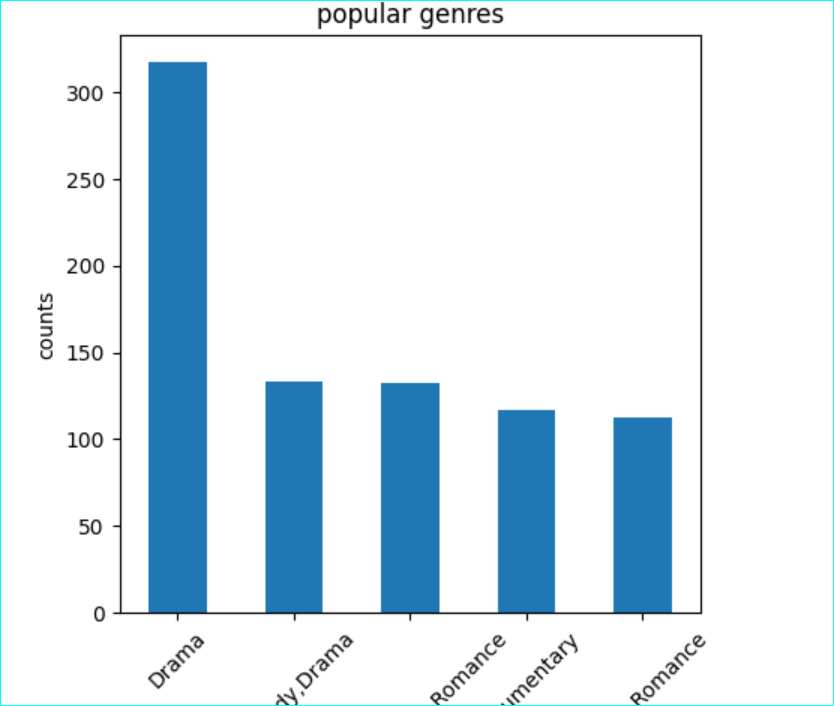 popular genres
counts
300
250
200
150
100
50
0
Drama
dy,Drama
Romance
umentary
Romance